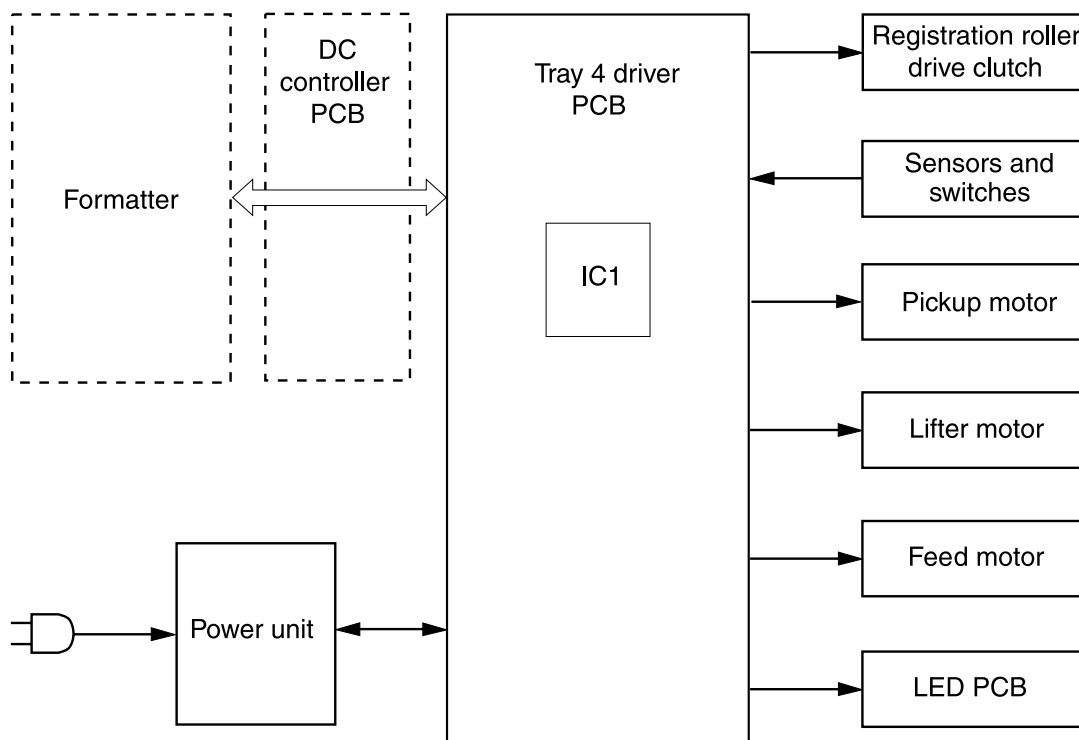 Formatter
DC
controller
PCB
Tray 4 driver
PCB
IC1
Power unit
Registration roller
drive clutch
Sensors and
switches
Pickup motor
Lifter motor
Feed motor
LED PCB